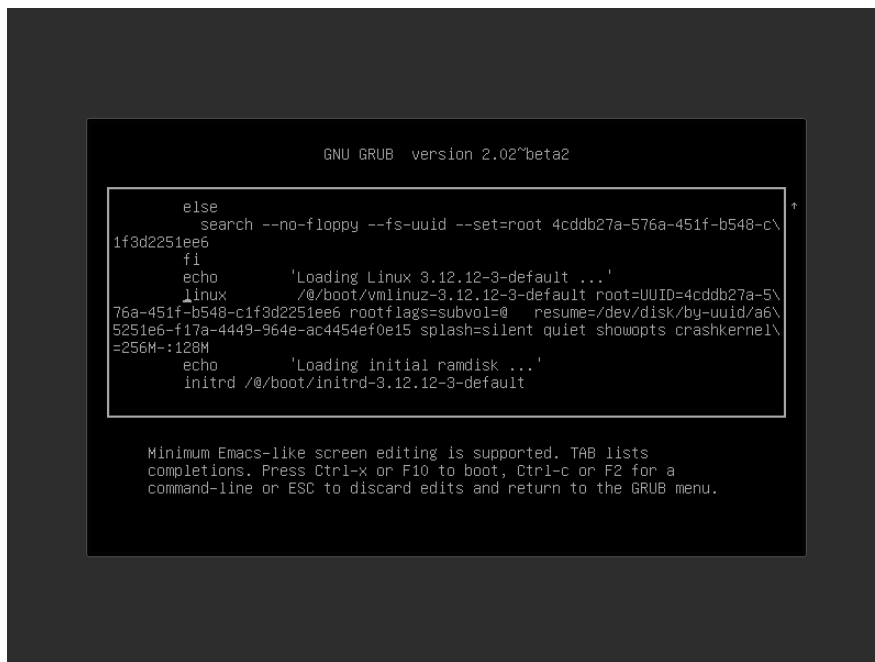 GNU GRUB  version 2.02~beta2
else
search --no-floppy --fs-uuid --set=root 4cddb27a-576a-451f-b548-c\
1f3d2251ee6
fi
echo 'Loading Linux 3.12.12-3-default ...'
linux /@/boot/vmlinuz-3.12.12-3-default root=UUID=4cddb27a-5\
76a-451f-b548-c1f3d2251ee6 rootflags=subvol=@ resume=/dev/disk/by-uuid/a6\
5251e6-f17a-4449-964e-ac4454ef0e15 splash=silent quiet showopts crashkernel\
=256M-:128M
echo 'Loading initial ramdisk ...'
initrd /@/boot/initrd-3.12.12-3-default
Minimum Emacs-like screen editing is supported. TAB lists
completions. Press Ctrl-x or F10 to boot, Ctrl-c or F2 for a
command-line or ESC to discard edits and return to the GRUB menu.